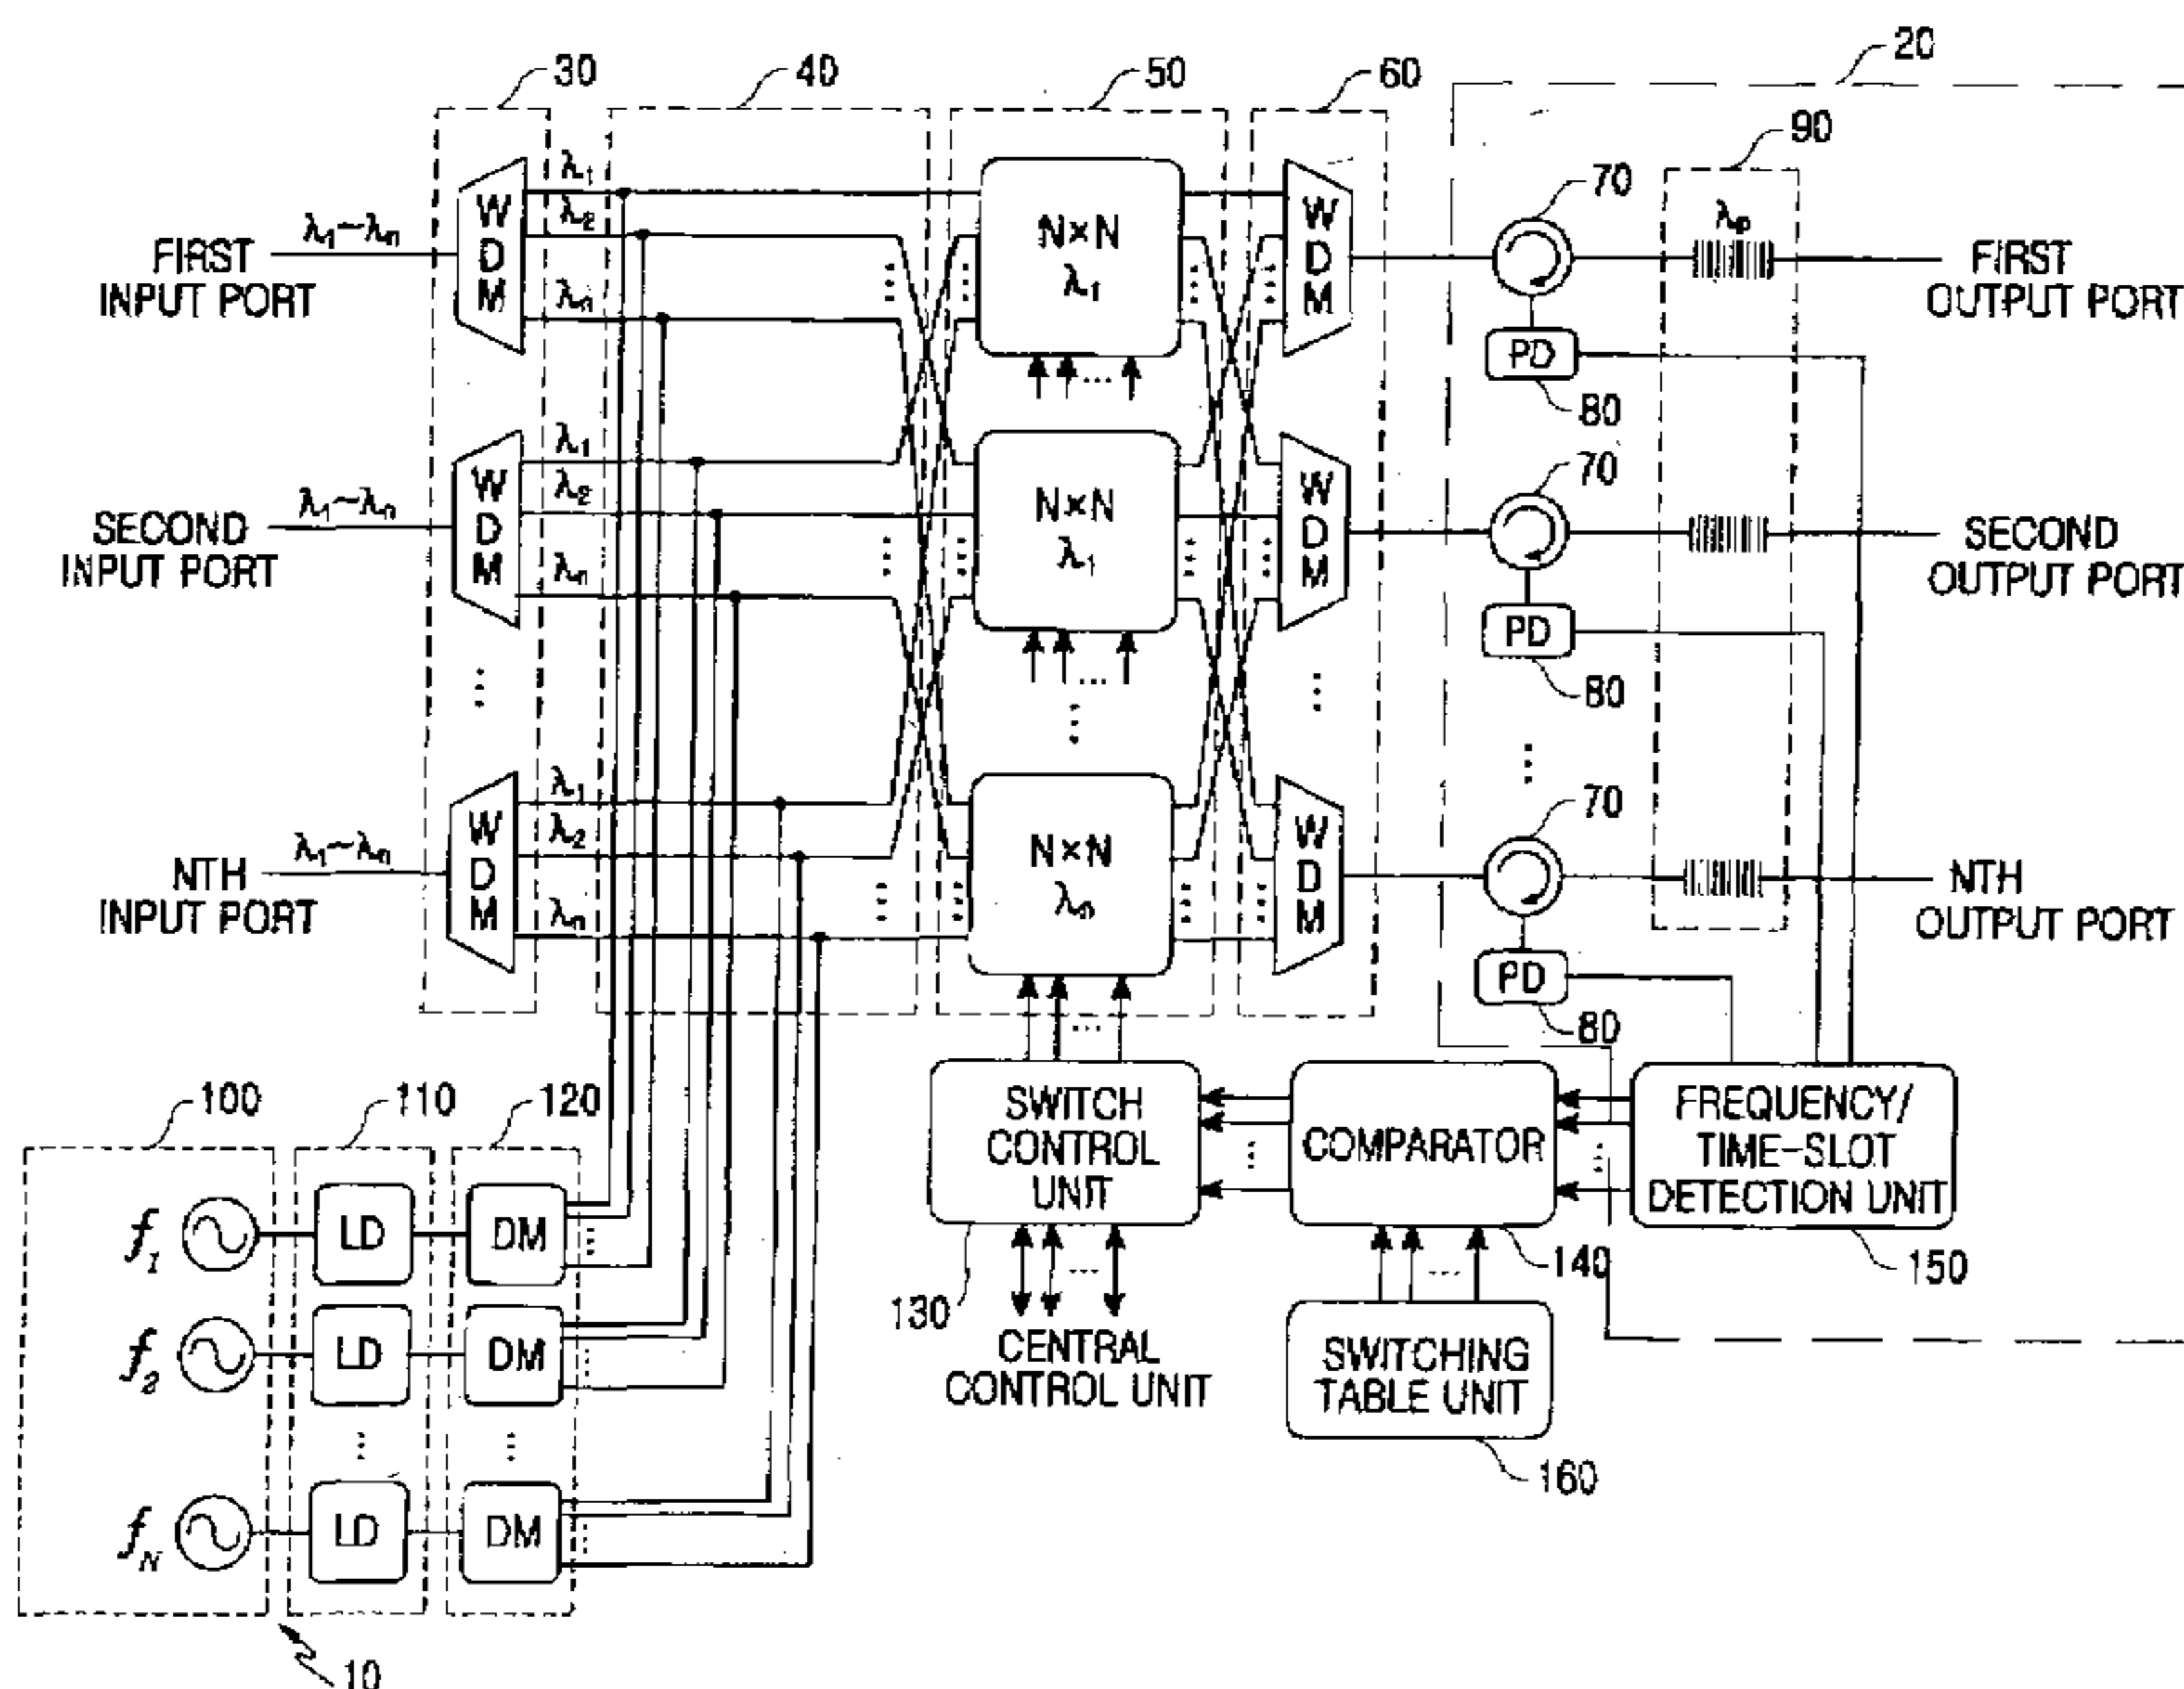 30
40
50
60
20
90
FIRST
INPUT PORT
λ1~λn
W
D
M
λ1
λ2
λn
N×N
λ1
W
D
M
70
λp
FIRST
OUTPUT PORT
PD
80
SECOND
INPUT PORT
λ1~λn
W
D
M
λ1
λ2
λn
N×N
λ1
W
D
M
70
SECOND
OUTPUT PORT
PD
80
NTH
INPUT PORT
λ1~λn
W
D
M
λ1
λ2
λn
N×N
λn
W
D
M
70
NTH
OUTPUT PORT
PD
80
100
110
120
f1
LD
DM
f2
LD
DM
fN
LD
DM
10
SWITCH
CONTROL
UNIT
130
CENTRAL
CONTROL UNIT
COMPARATOR
140
FREQUENCY/
TIME-SLOT
DETECTION UNIT
150
SWITCHING
TABLE UNIT
160